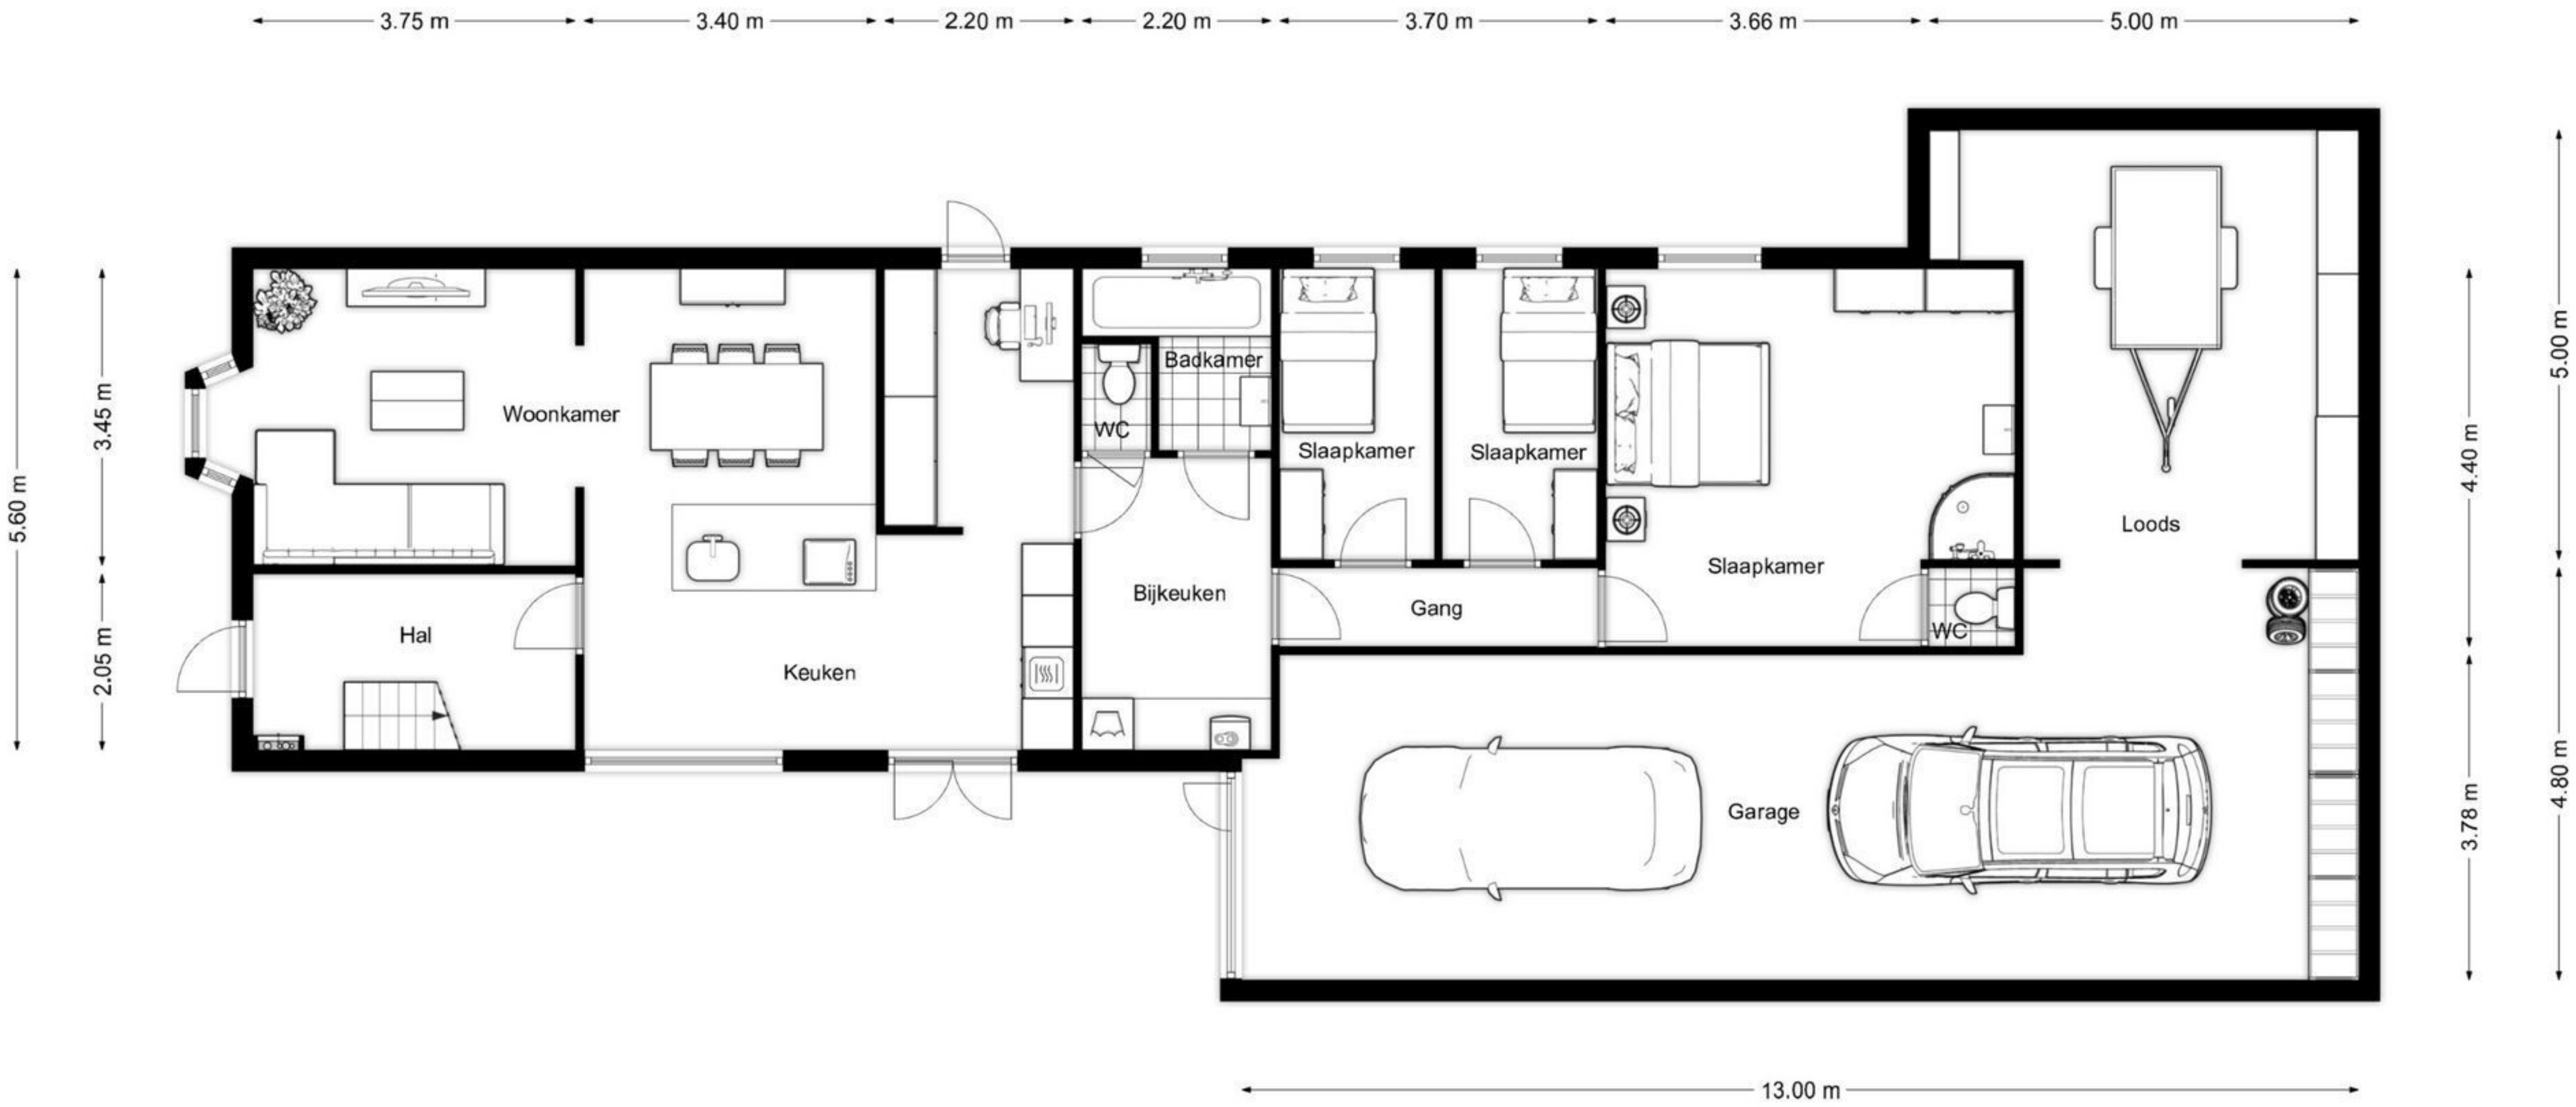 3.75 m
3.40 m
2.20 m
2.20 m
3.70 m
3.66 m
5.00 m
5.60 m
3.45 m
2.05 m
Woonkamer
Hal
Keuken
WC
Badkamer
Bijkeuken
Slaapkamer
Slaapkamer
Gang
Slaapkamer
WC
Loods
Garage
4.40 m
3.78 m
5.00 m
4.80 m
13.00 m